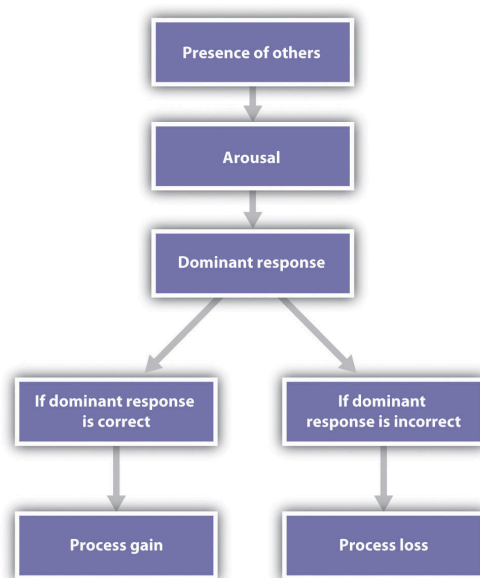 Presence of others
Arousal
Dominant response
If dominant response
is correct
If dominant
response is incorrect
Process gain
Process loss